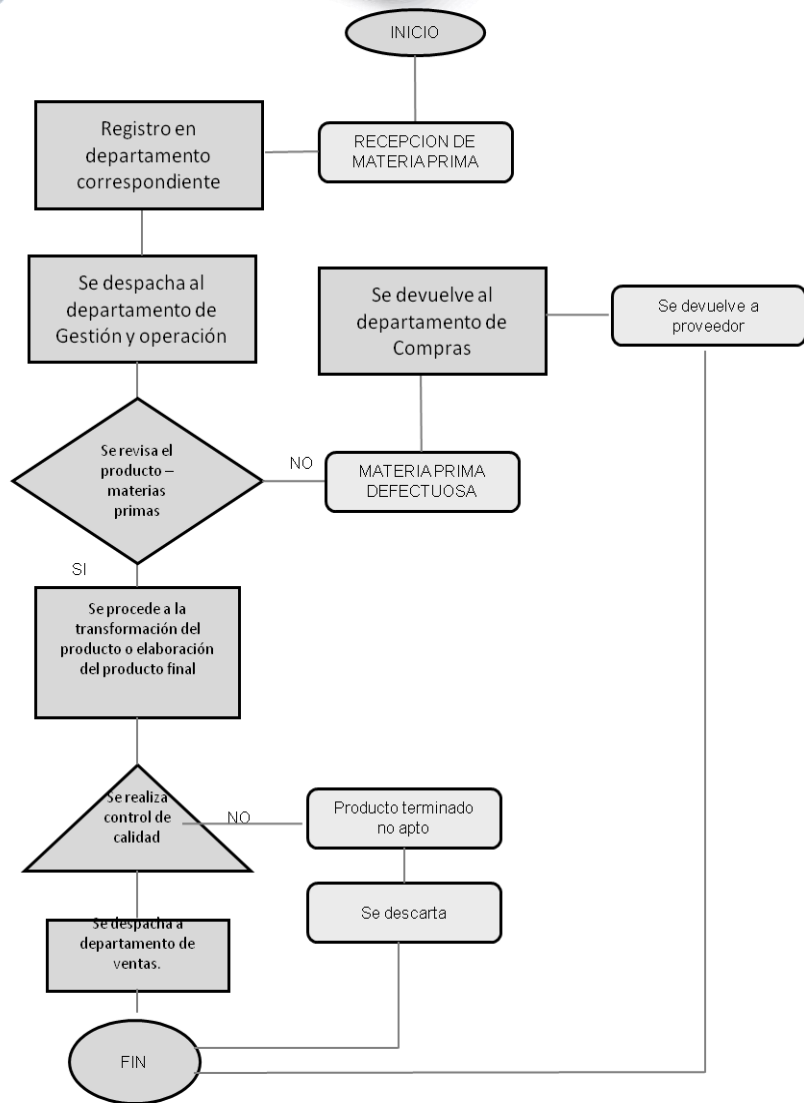 INICIO
RECEPCION DE
MATERIA PRIMA
Registro en
departamento
correspondiente
Se despacha al
departamento de
Gestión y operación
Se devuelve al
departamento de
Compras
Se devuelve a
proveedor
Se revisa el
producto –
materias
primas
NO
MATERIA PRIMA
DEFECTUOSA
SI
Se procede a la
transformación del
producto o elaboración
del producto final
Se realiza
control de
calidad
NO
Producto terminado
no apto
Se descarta
Se despacha a
departamento de
ventas.
FIN